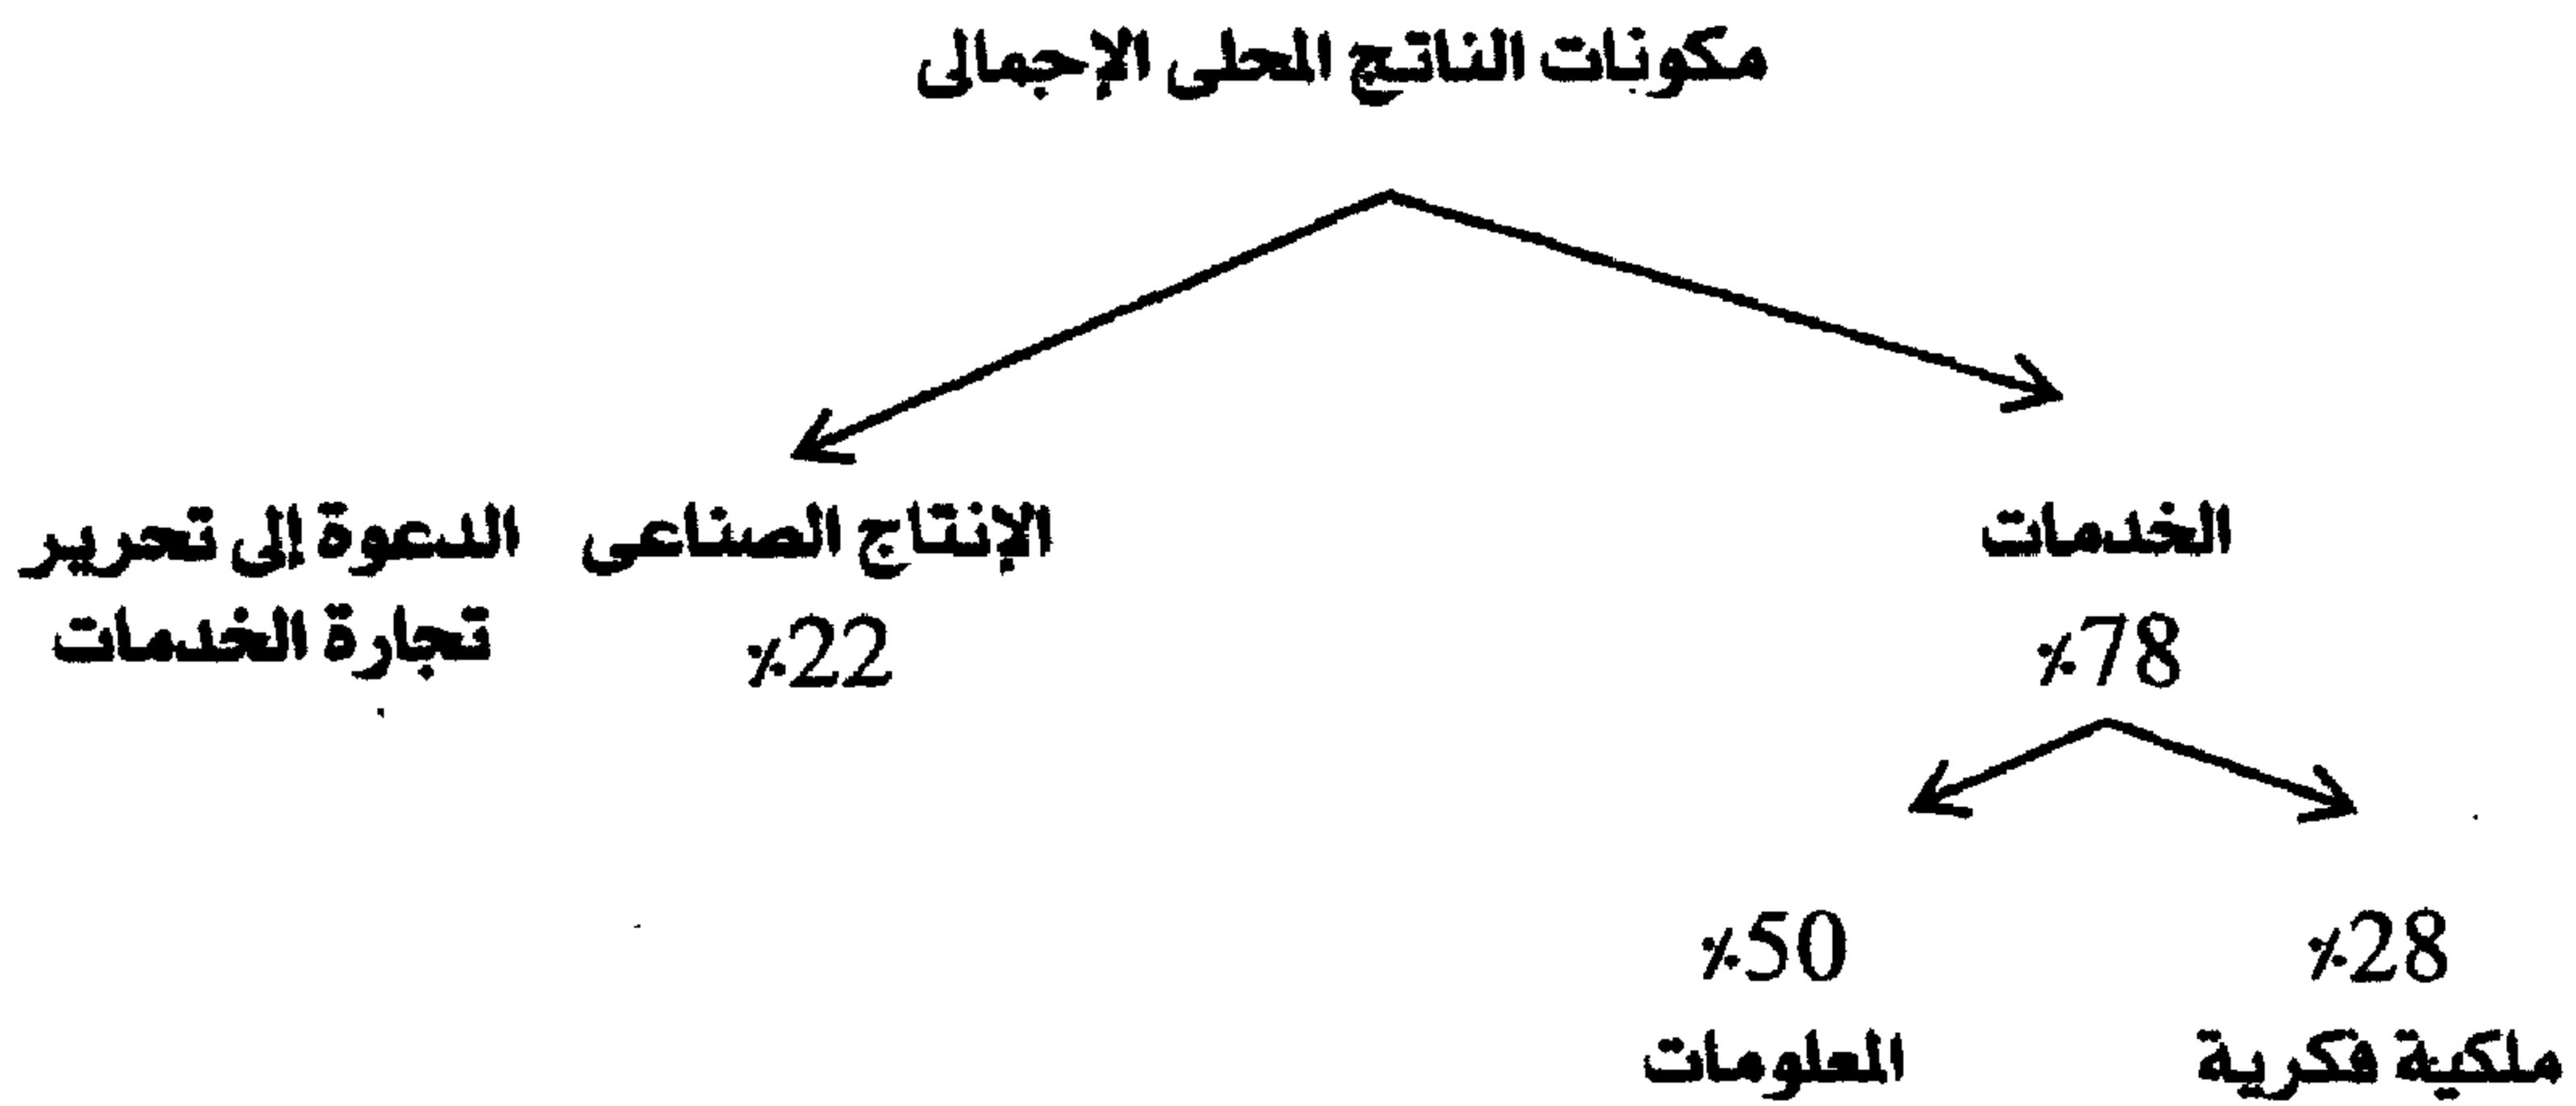 مكونات الناتج المحلى الإجمالى
الخدمات
٪78
الإنتاج الصناعى
٪22
الدعوة إلى تحرير
تجارة الخدمات
٪28
ملكية فكرية
٪50
المعلومات